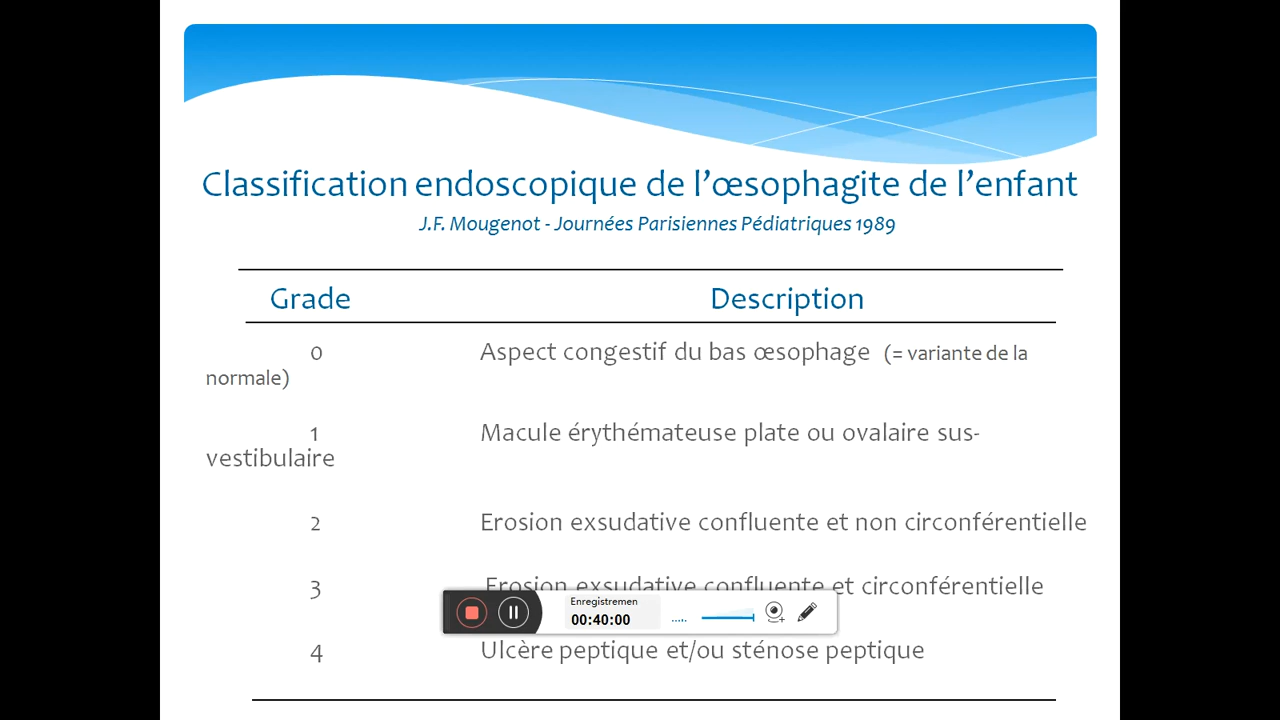 Classification endoscopique de l’œsophagite de l’enfant
J.F. Mougenot - Journées Parisiennes Pédiatriques 1989
Grade Description
0 Aspect congestif du bas œsophage (= variante de la
normale)
1 Macule érythémateuse plate ou ovalaire sus-
vestibulaire
2 Erosion exsudative confluente et non circonférentielle
3 Erosion exsudative confluente et circonférentielle
Enregistremen
00:40:00
4 Ulcère peptique et/ou sténose peptique